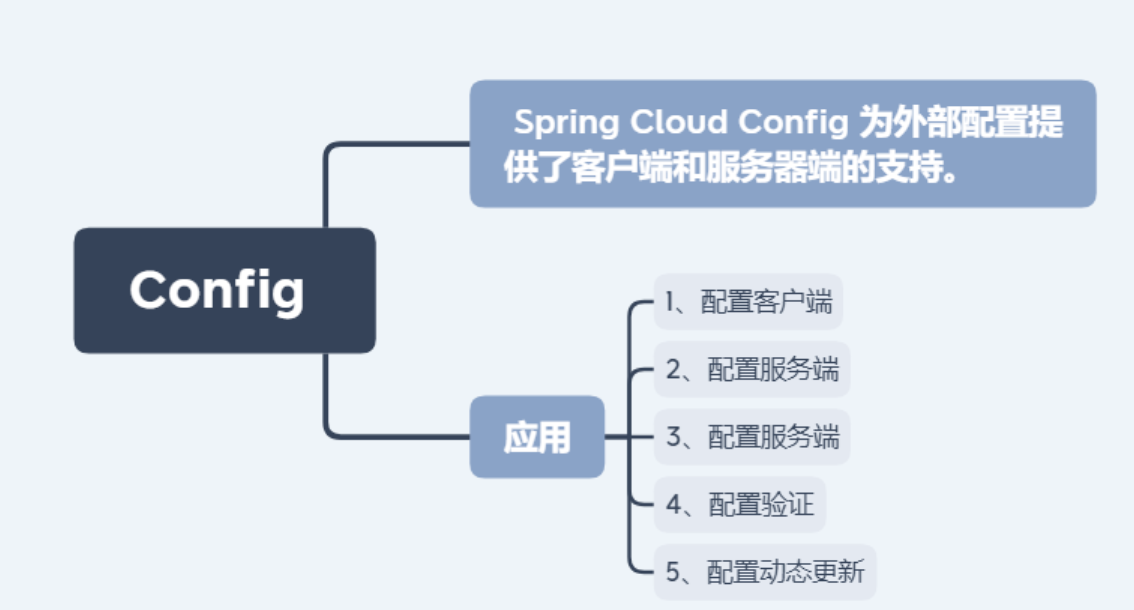 Spring Cloud Config 为外部配置提
供了客户端和服务器端的支持。
Config
应用
1、配置客户端
2、配置服务端
3、配置服务端
4、配置验证
5、配置动态更新